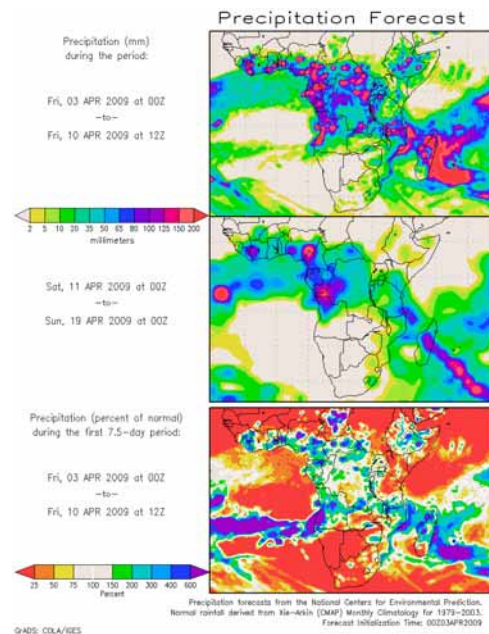 Precipitation Forecast
Precipitation (mm)
during the period:
Fri, 03 APR 2009 at 00Z
-to-
Fri, 10 APR 2009 at 12Z
2 5 10 20 35 50 65 80 100 125 150 200
millimeters
Sat, 11 APR 2009 at 00Z
-to-
Sun, 19 APR 2009 at 00Z
Precipitation (percent of normal)
during the first 7.5-day period:
Fri, 03 APR 2009 at 00Z
-to-
Fri, 10 APR 2009 at 12Z
25 50 75 100 150 200 300 400 600
Percent
Precipitation forecasts from the National Centers for Environmental Prediction.
Normal rainfall derived from Xie-Arkin (CMAP) Monthly Climatology for 1979-2003.
Forecast Initialization Time: 00Z03APR2009
GrADS: COLA/IGES